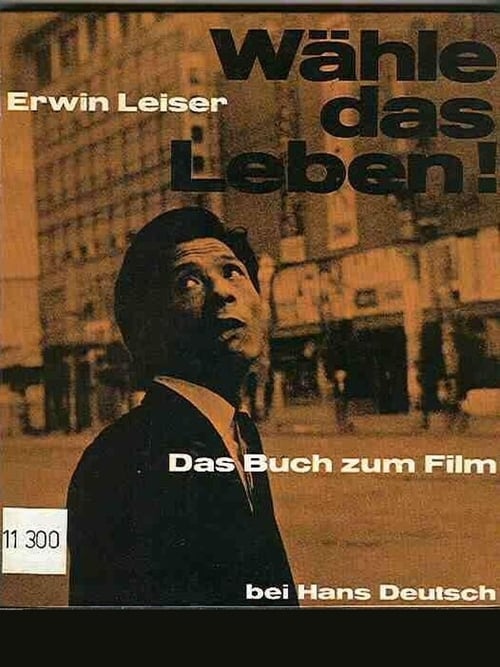 Wähle
Erwin Leiser
das
Leben!
Das Buch zum Film
11 300
bei Hans Deutsch